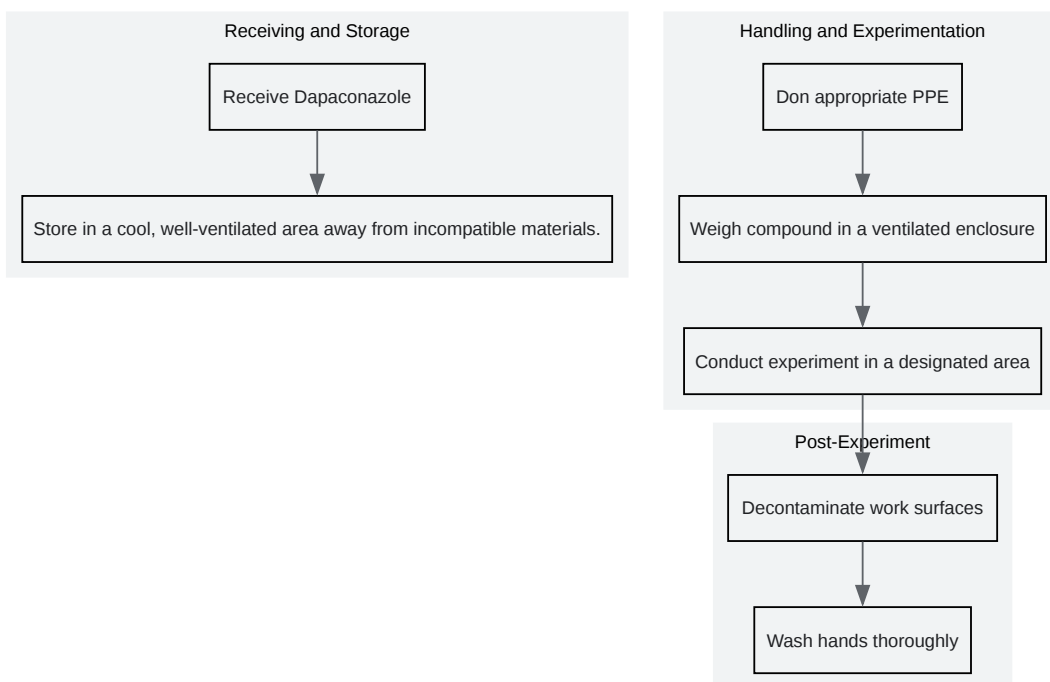 Receiving and Storage
Receive Dapaconazole
Store in a cool, well-ventilated area away from incompatible materials.
Handling and Experimentation
Don appropriate PPE
Weigh compound in a ventilated enclosure
Conduct experiment in a designated area
Post-Experiment
Decontaminate work surfaces
Wash hands thoroughly